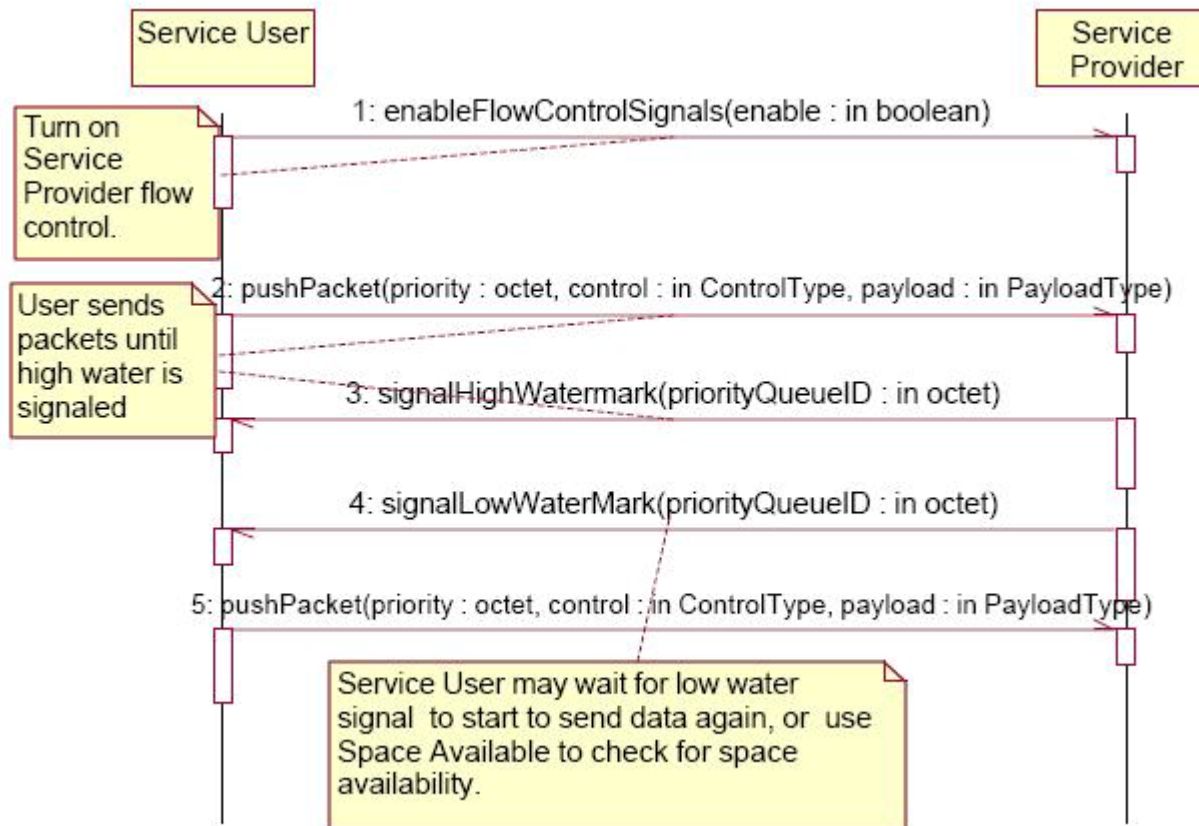 Service User
Service
Provider
1: enableFlowControlSignals(enable : in boolean)
Turn on
Service
Provider flow
control.
2: pushPacket(priority : octet, control : in ControlType, payload : in PayloadType)
User sends
packets until
high water is
signaled
3: signalHighWatermark(priorityQueueID : in octet)
4: signalLowWaterMark(priorityQueueID : in octet)
5: pushPacket(priority : octet, control : in ControlType, payload : in PayloadType)
Service User may wait for low water
signal to start to send data again, or use
Space Available to check for space
availability.